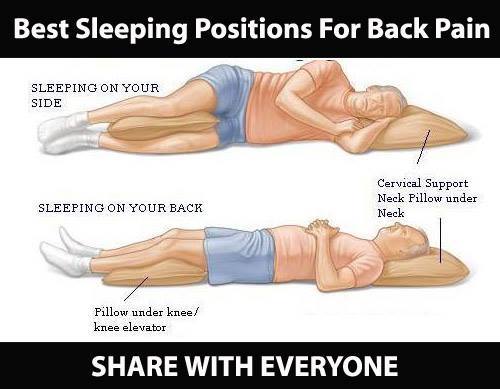 Best Sleeping Positions For Back Pain
SLEEPING ON YOUR
SIDE
Cervical Support
Neck Pillow under
Neck
SLEEPING ON YOUR BACK
Pillow under knee/
knee elevator
SHARE WITH EVERYONE